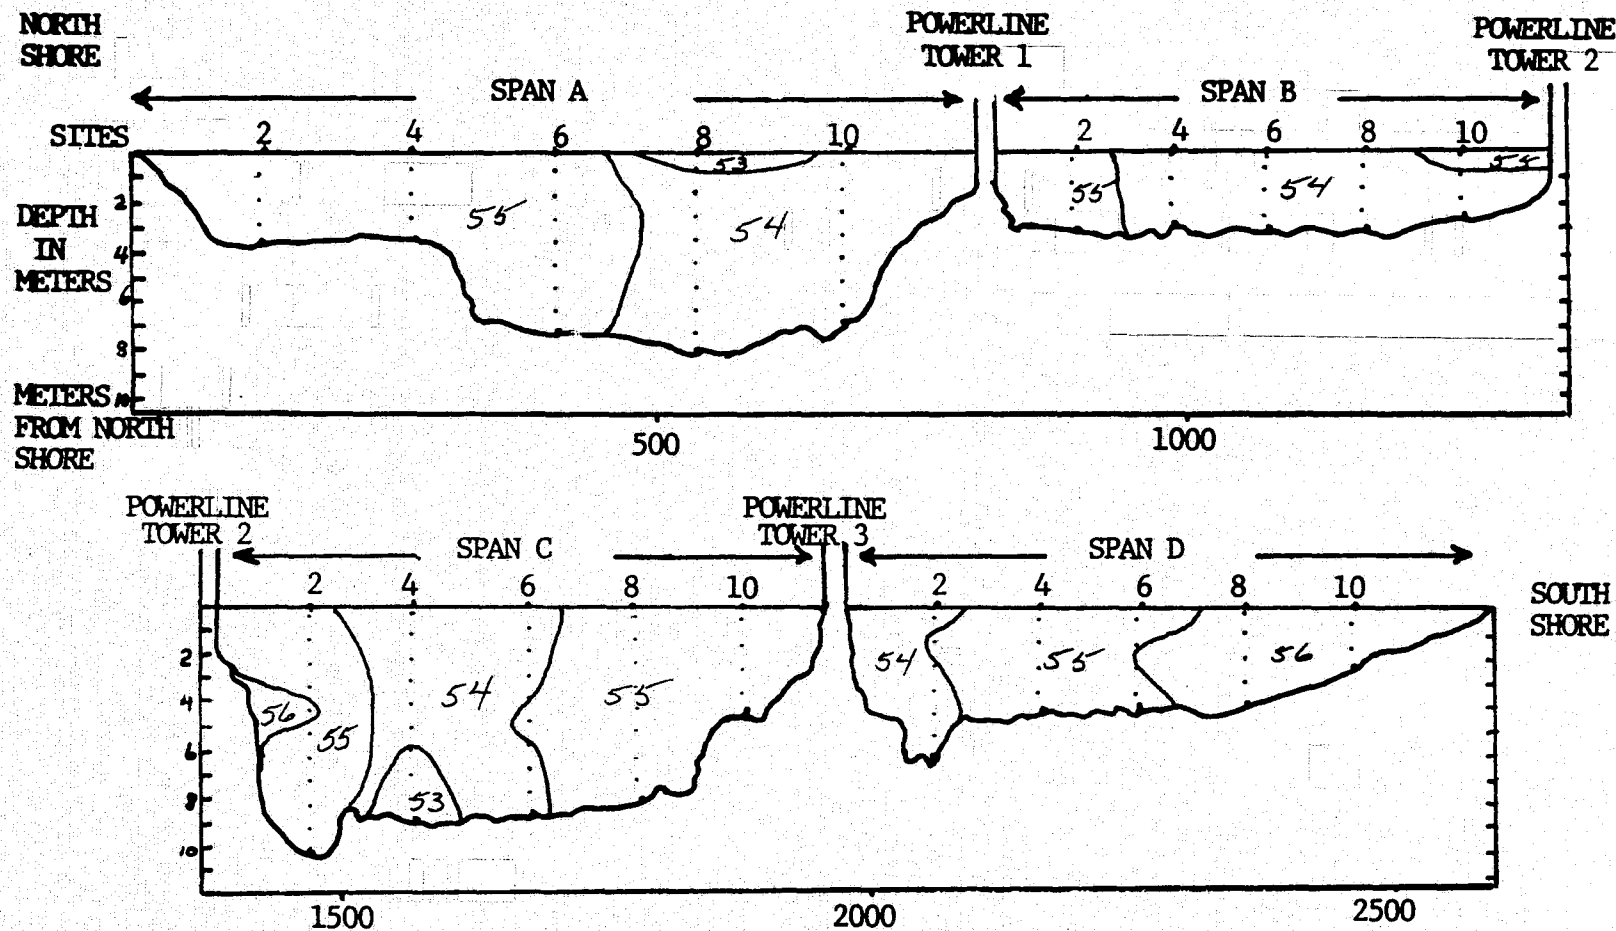 NORTH
SHORE
POWERLINE
TOWER 1
POWERLINE
TOWER 2
SPAN A
SPAN B
SITES 2 4 6 8 10 2 4 6 8 10
53
55
54
55
54
DEPTH
IN
METERS
2
4
6
8
10
METERS
FROM NORTH
SHORE
500 1000
POWERLINE
TOWER 2
POWERLINE
TOWER 3
SPAN C
SPAN D
2 4 6 8 10 2 4 6 8 10
SOUTH
SHORE
2
4
6
8
10
56
55
54
53
55
54
55
56
1500 2000 2500